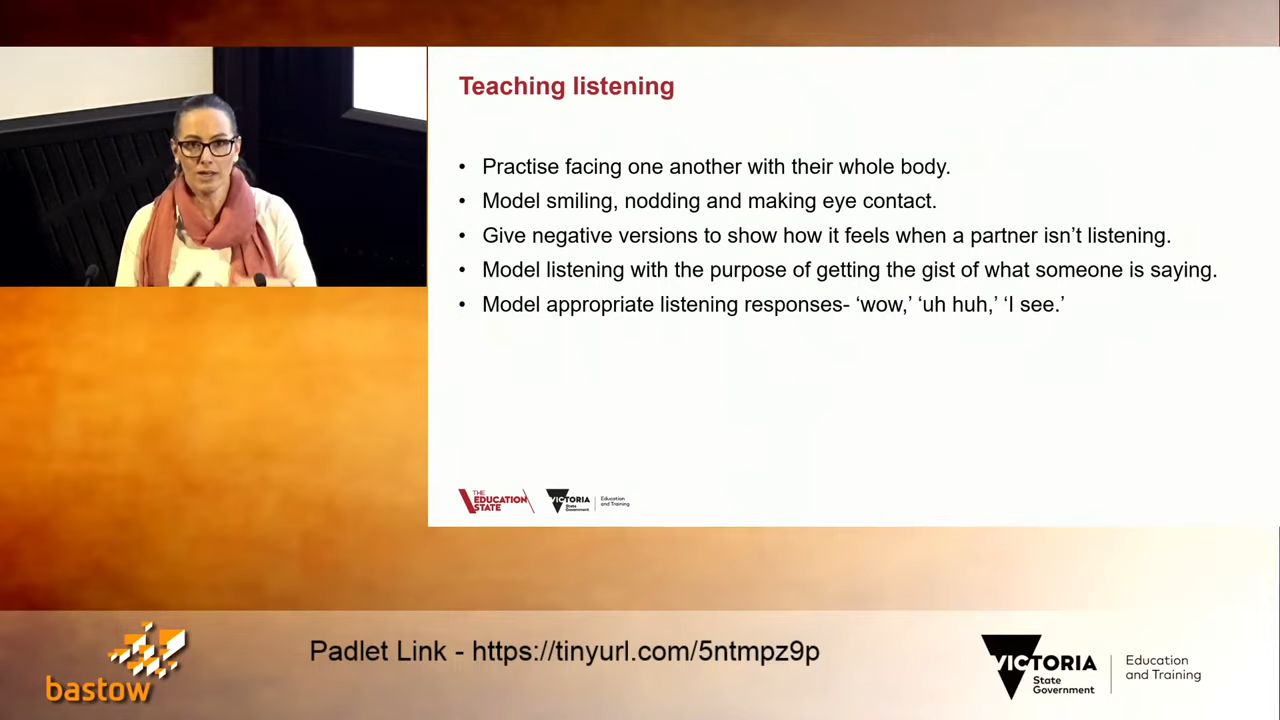 Teaching listening
• Practise facing one another with their whole body.
• Model smiling, nodding and making eye contact.
• Give negative versions to show how it feels when a partner isn’t listening.
• Model listening with the purpose of getting the gist of what someone is saying.
• Model appropriate listening responses- ‘wow,’ ‘uh huh,’ ‘I see.’
THE
EDUCATION
STATE
VICTORIA
State
Government
Education
and Training
bastow
Padlet Link - https://tinyurl.com/5ntmpz9p
VICTORIA
State
Government
Education
and Training